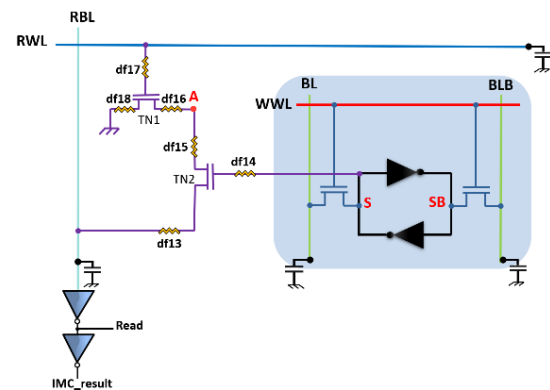 RBL
RWL
df17
df18
df16
A
TN1
BL
BLB
WWL
df15
TN2
df14
S
SB
df13
Read
IMC_result